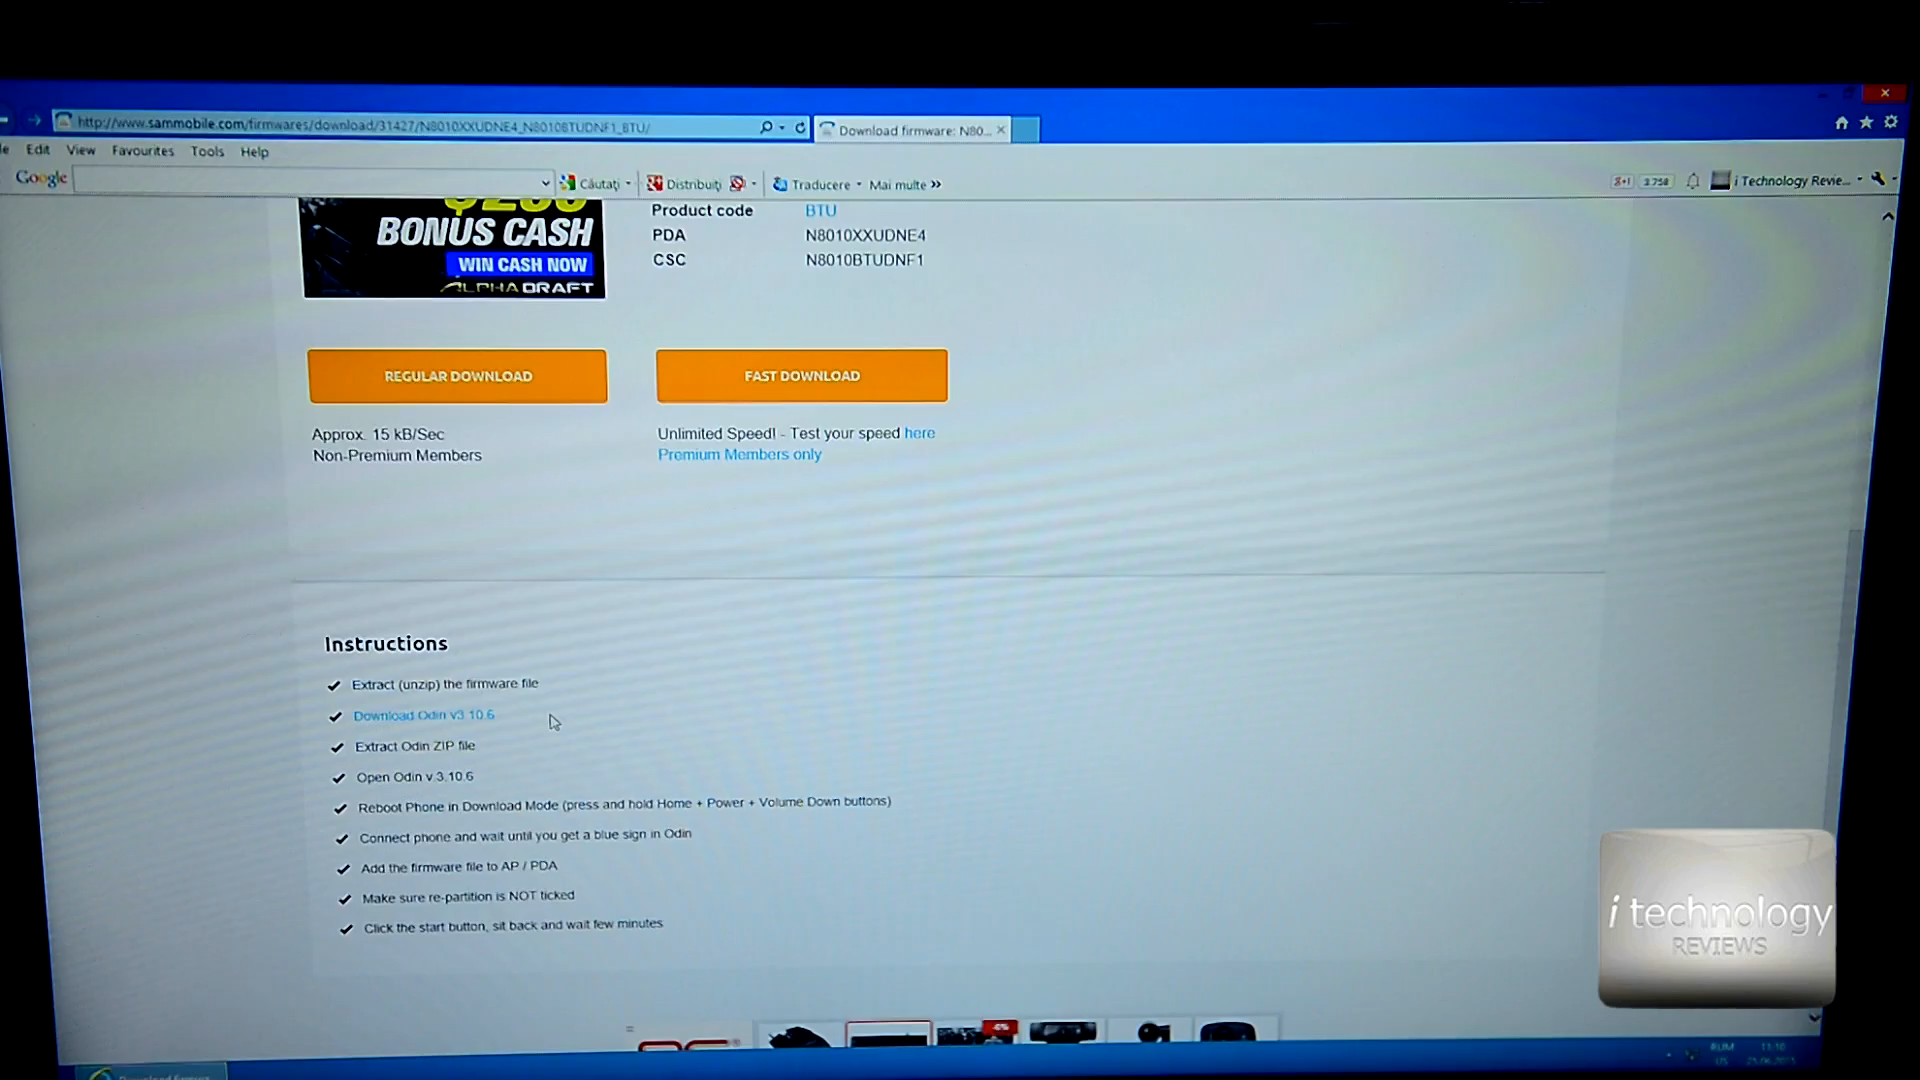 http://www.sammobile.com/firmwares/download/31427/N8010XXUDNE4_N8010BTUDNF1_BTU/
Download firmware: N80...
Edit View Favourites Tools Help
Google
Căutați Distribuiți Traducere Mai multe »
g+1 3.758 i Technology Revie...
BONUS CASH
WIN CASH NOW
ALPHADRAFT
Product code BTU
PDA N8010XXUDNE4
CSC N8010BTUDNF1
REGULAR DOWNLOAD
FAST DOWNLOAD
Approx. 15 kB/Sec
Non-Premium Members
Unlimited Speed! - Test your speed here
Premium Members only
Instructions
Extract (unzip) the firmware file
Download Odin v3.10.6
Extract Odin ZIP file
Open Odin v.3.10.6
Reboot Phone in Download Mode (press and hold Home + Power + Volume Down buttons)
Connect phone and wait until you get a blue sign in Odin
Add the firmware file to AP / PDA
Make sure re-partition is NOT ticked
Click the start button, sit back and wait few minutes
i technology
REVIEWS